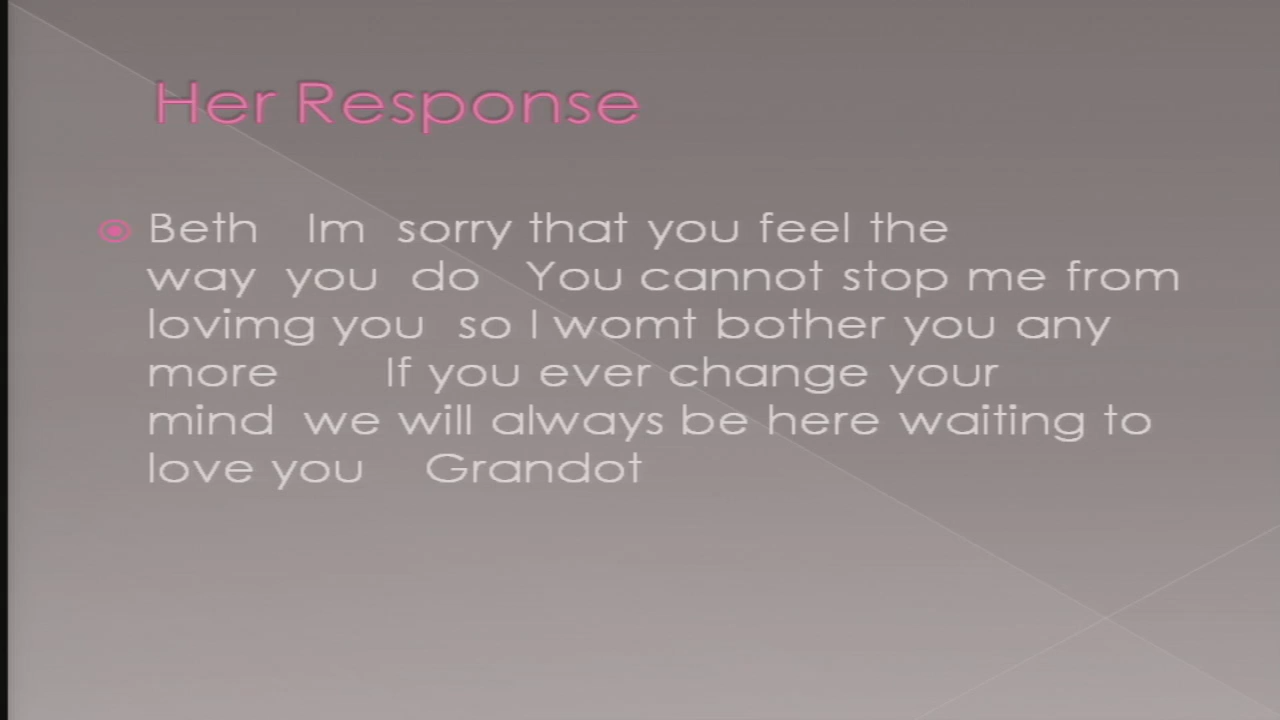 Her Response
Beth Im sorry that you feel the
way you do You cannot stop me from
lovimg you so I womt bother you any
more If you ever change your
mind we will always be here waiting to
love you Grandot